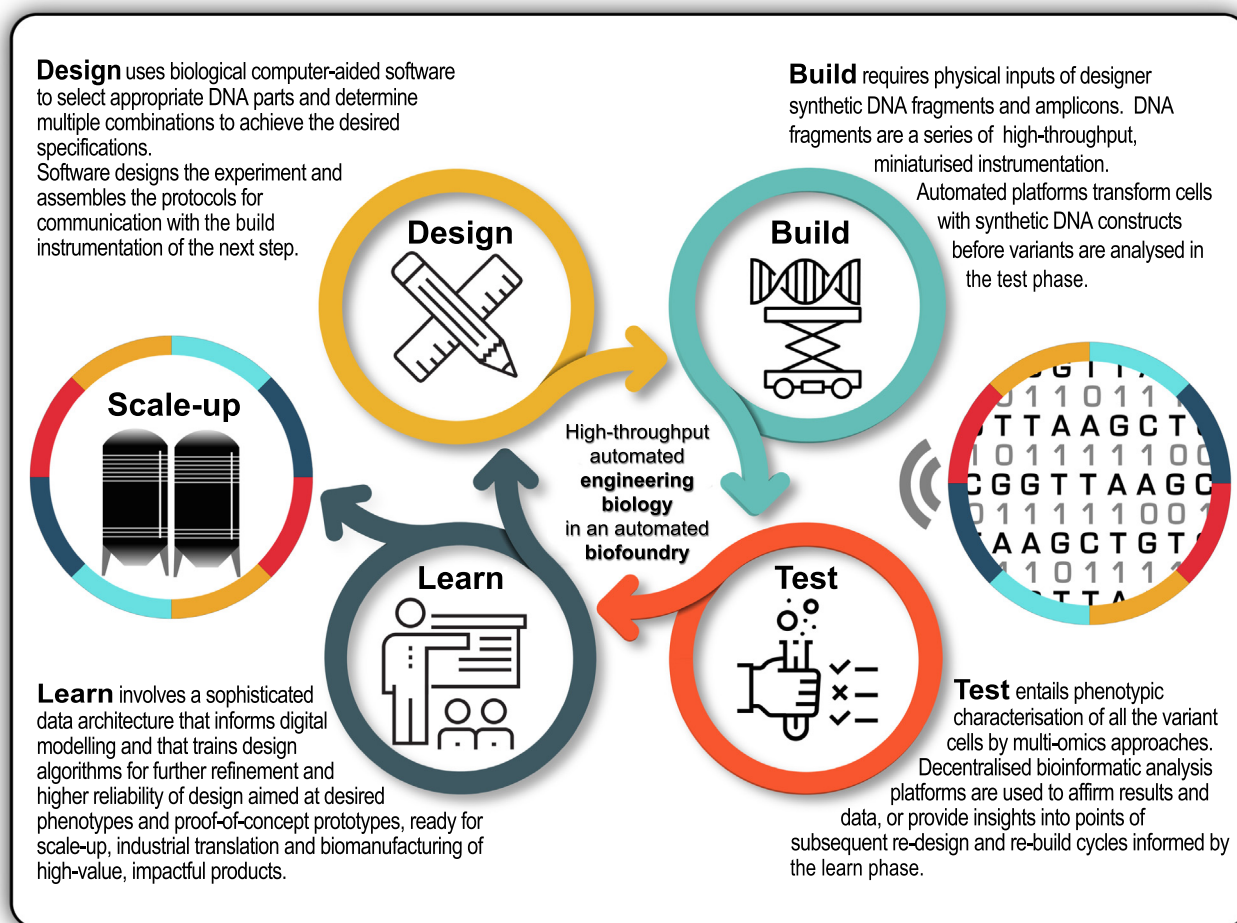 Design uses biological computer-aided software
to select appropriate DNA parts and determine
multiple combinations to achieve the desired
specifications.
Software designs the experiment and
assembles the protocols for
communication with the build
instrumentation of the next step.
Build requires physical inputs of designer
synthetic DNA fragments and amplicons. DNA
fragments are a series of high-throughput,
miniaturised instrumentation.
Automated platforms transform cells
with synthetic DNA constructs
before variants are analysed in
the test phase.
Design
Build
Scale-up
High-throughput
automated
engineering
biology
in an automated
biofoundry
GGTTA
011011
TTAAGCTG
101111100
CGGTTAAGC
0111111001
AAGCTGT
1101111
GTTA
Learn
Test
Learn involves a sophisticated
data architecture that informs digital
modelling and that trains design
algorithms for further refinement and
higher reliability of design aimed at desired
phenotypes and proof-of-concept prototypes, ready for
scale-up, industrial translation and biomanufacturing of
high-value, impactful products.
Test entails phenotypic
characterisation of all the variant
cells by multi-omics approaches.
Decentralised bioinformatic analysis
platforms are used to affirm results and
data, or provide insights into points of
subsequent re-design and re-build cycles informed by
the learn phase.